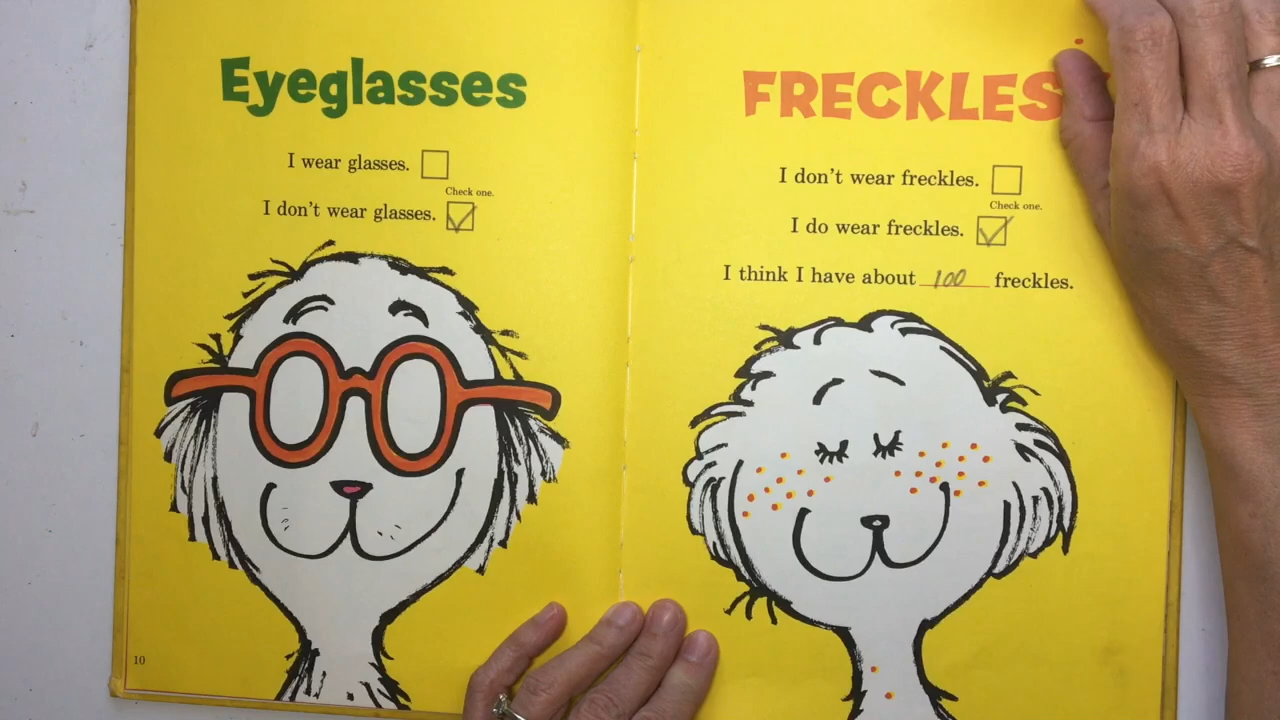 Eyeglasses
I wear glasses.
Check one.
I don't wear glasses.
10
FRECKLES
I don't wear freckles.
Check one.
I do wear freckles.
I think I have about 100 freckles.